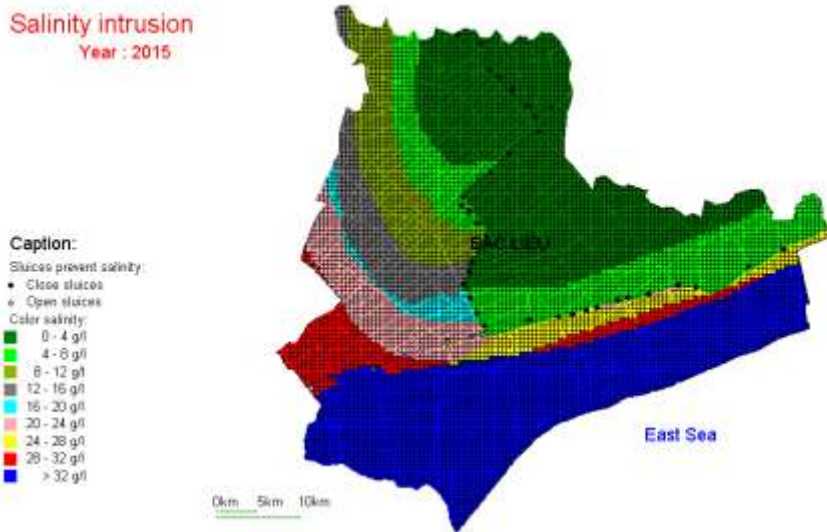 Salinity intrusion
Year : 2015
BAC LIEU
Caption:
Sluices prevent salinity:
Close sluices
Open sluices
Color salinity:
0 - 4 g/l
4 - 8 g/l
8 - 12 g/l
12 - 16 g/l
16 - 20 g/l
20 - 24 g/l
24 - 28 g/l
28 - 32 g/l
> 32 g/l
East Sea
0km 5km 10km